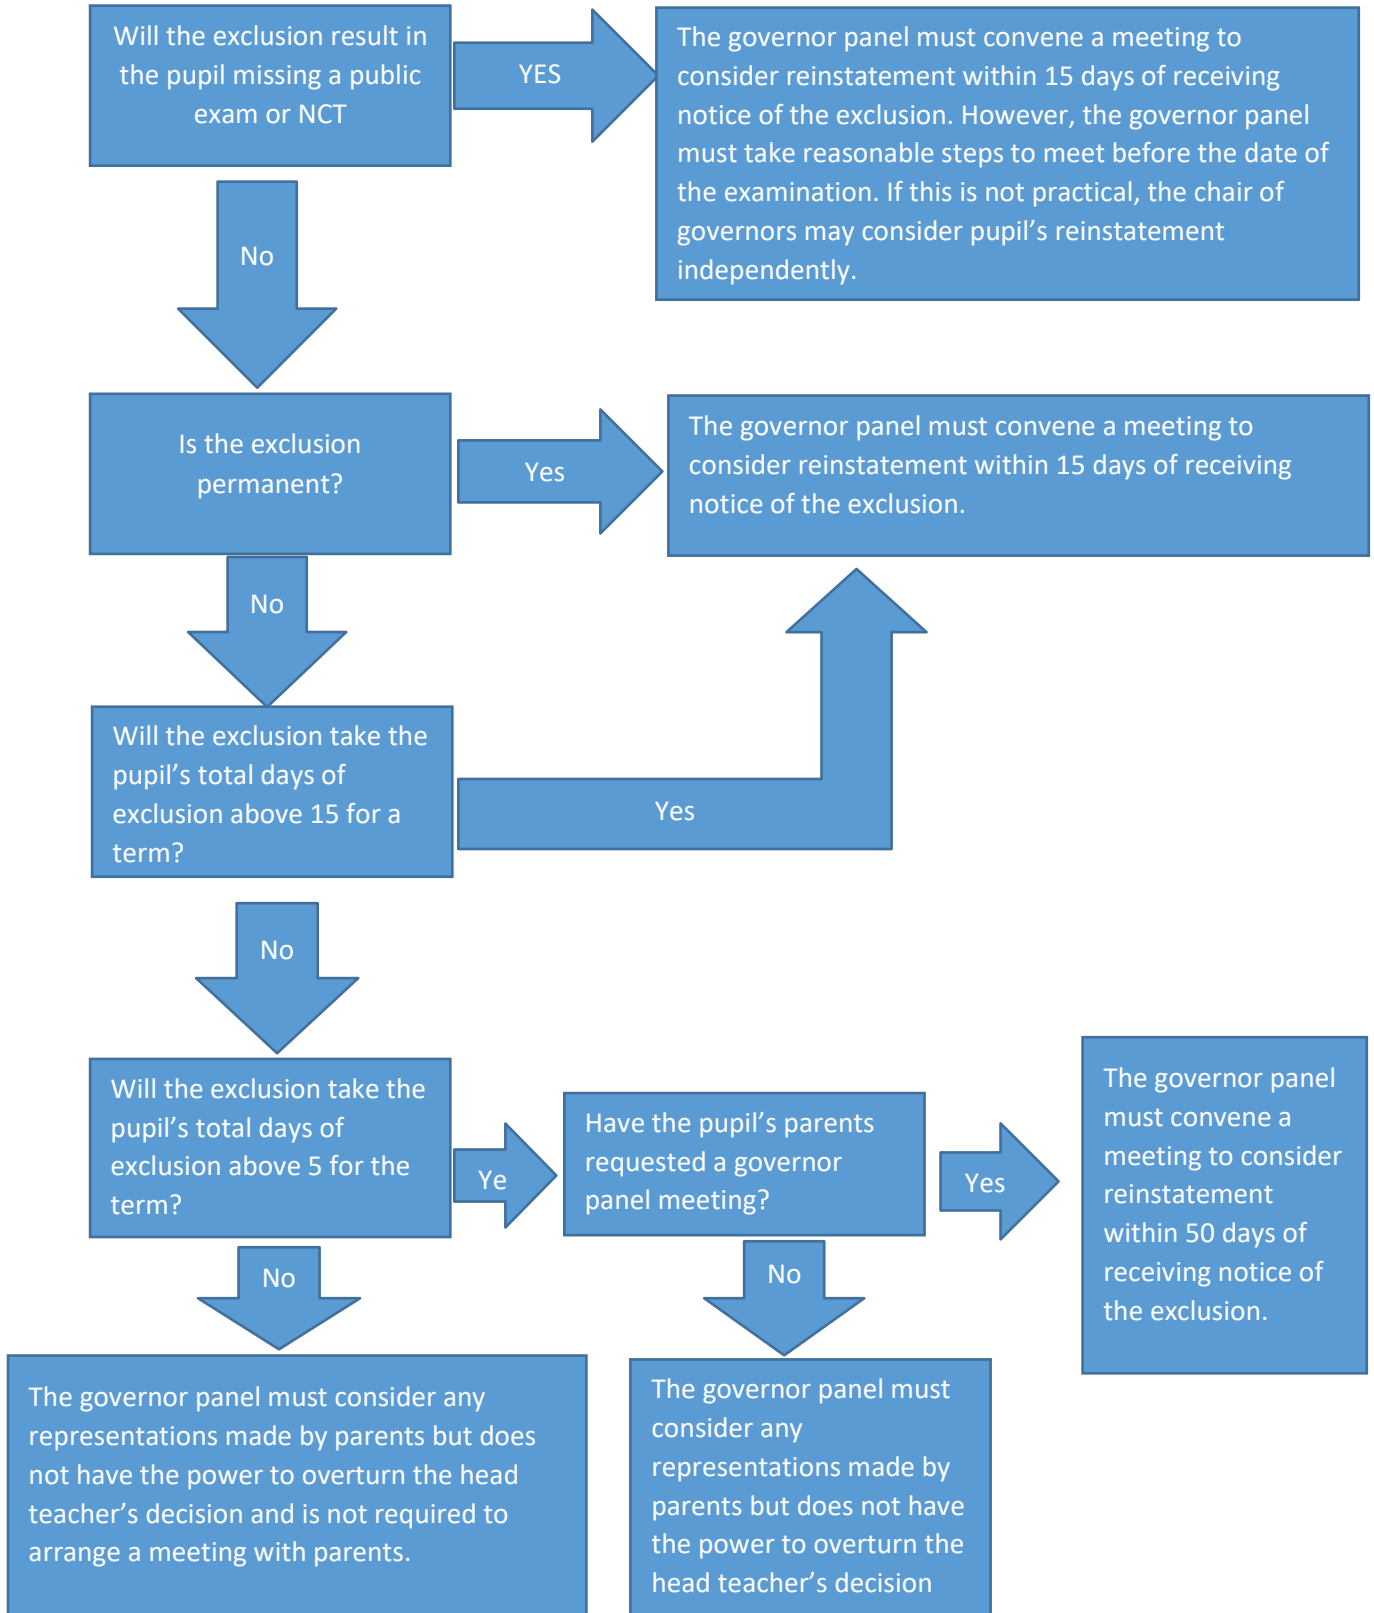 Will the exclusion result in
the pupil missing a public
exam or NCT
YES
The governor panel must convene a meeting to
consider reinstatement within 15 days of receiving
notice of the exclusion. However, the governor panel
must take reasonable steps to meet before the date of
the examination. If this is not practical, the chair of
governors may consider pupil’s reinstatement
independently.
No
Is the exclusion
permanent?
Yes
The governor panel must convene a meeting to
consider reinstatement within 15 days of receiving
notice of the exclusion.
No
Will the exclusion take the
pupil’s total days of
exclusion above 15 for a
term?
Yes
No
Will the exclusion take the
pupil’s total days of
exclusion above 5 for the
term?
Ye
Have the pupil’s parents
requested a governor
panel meeting?
Yes
The governor panel
must convene a
meeting to consider
reinstatement
within 50 days of
receiving notice of
the exclusion.
No
No
The governor panel must consider any
representations made by parents but does
not have the power to overturn the head
teacher’s decision and is not required to
arrange a meeting with parents.
The governor panel must
consider any
representations made by
parents but does not have
the power to overturn the
head teacher’s decision